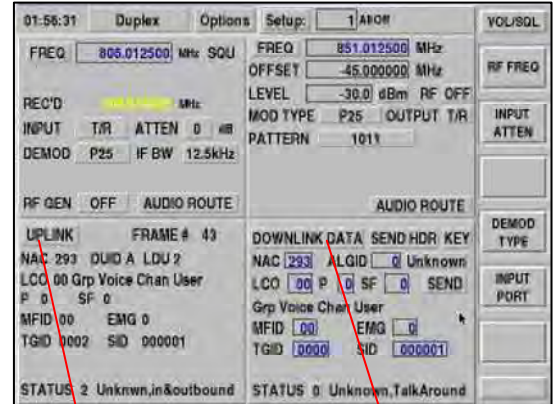 01:56:31 Duplex Options Setup: 1
VOL/SQL
FREQ 806.012500 MHz SQU
FREQ 851.012500 MHz
OFFSET -45.000000 MHz
RF FREQ
REC'D MHz
LEVEL -30.0 dBm RF OFF
INPUT T/R ATTEN 0 dB
MOD TYPE P25 OUTPUT T/R
INPUT ATTEN
DEMOD P25 IF BW 12.5kHz
PATTERN 1011
RF GEN OFF AUDIO ROUTE
AUDIO ROUTE
DEMOD TYPE
UPLINK FRAME # 43
NAC 293 DUID A LDU 2
LCO 00 Grp Voice Chan User
P 0 SF 0
MFID 00 EMG 0
TGID 0002 SID 000001
STATUS 2 Unknwn,in&outbound
DOWNLINK DATA SEND HDR KEY
NAC 293 ALGID 0 Unknown
LCO 00 P 0 SF 0 SEND
Grp Voice Chan User
MFID 00 EMG 0
TGID 0000 SID 000001
STATUS 0 Unknown,TalkAround
INPUT PORT